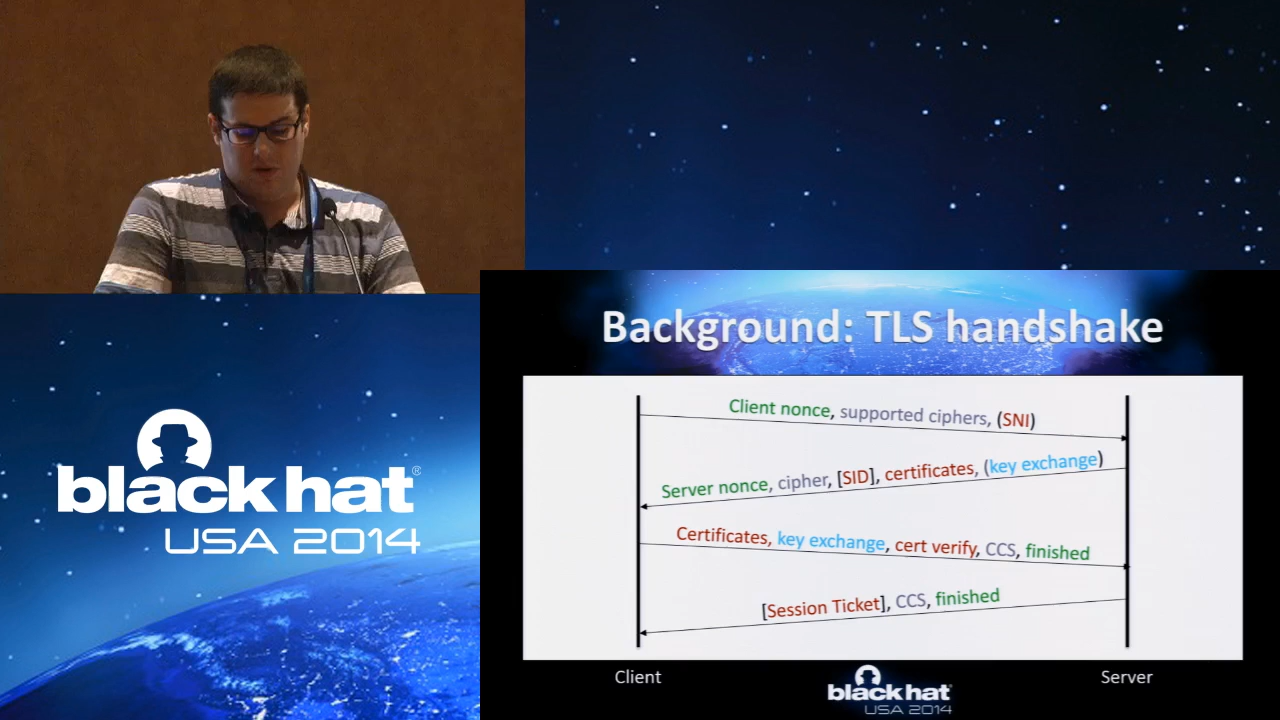 black hat®
USA 2014
Background: TLS handshake
Client nonce, supported ciphers, (SNI)
Server nonce, cipher, [SID], certificates, (key exchange)
Certificates, key exchange, cert verify, CCS, finished
[Session Ticket], CCS, finished
Client
Server
black hat
USA 2014